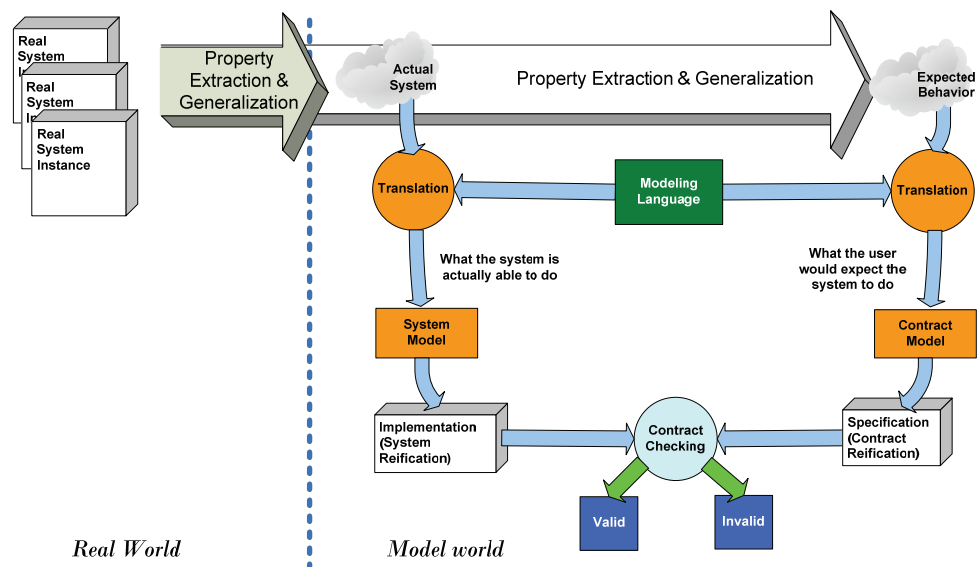 Real
System
In
Real
System
In
Real
System
Instance
Property
Extraction &
Generalization
Actual
System
Property Extraction & Generalization
Expected
Behavior
Translation
Modeling
Language
Translation
What the system is
actually able to do
What the user
would expect the
system to do
System
Model
Contract
Model
Implementation
(System
Reification)
Contract
Checking
Specification
(Contract
Reification)
Valid
Invalid
Real World
Model world